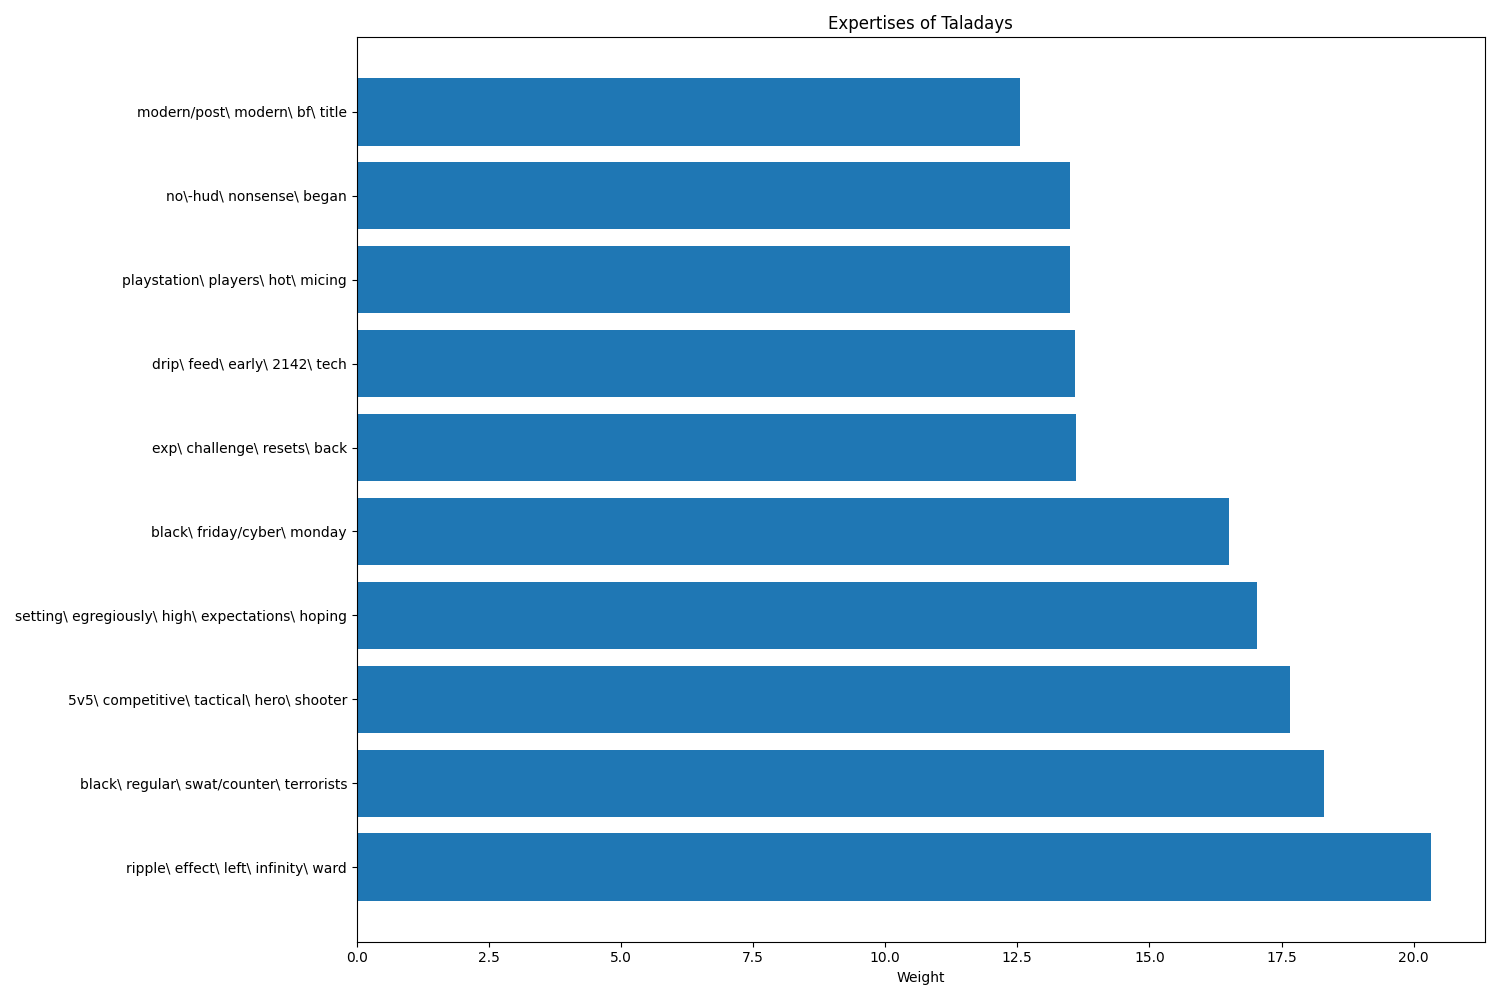 Expertises of Taladays
modern/post\ modern\ bf\ title
no\-hud\ nonsense\ began
playstation\ players\ hot\ micing
drip\ feed\ early\ 2142\ tech
exp\ challenge\ resets\ back
black\ friday/cyber\ monday
setting\ egregiously\ high\ expectations\ hoping
5v5\ competitive\ tactical\ hero\ shooter
black\ regular\ swat/counter\ terrorists
ripple\ effect\ left\ infinity\ ward
0.0 2.5 5.0 7.5 10.0 12.5 15.0 17.5 20.0
Weight